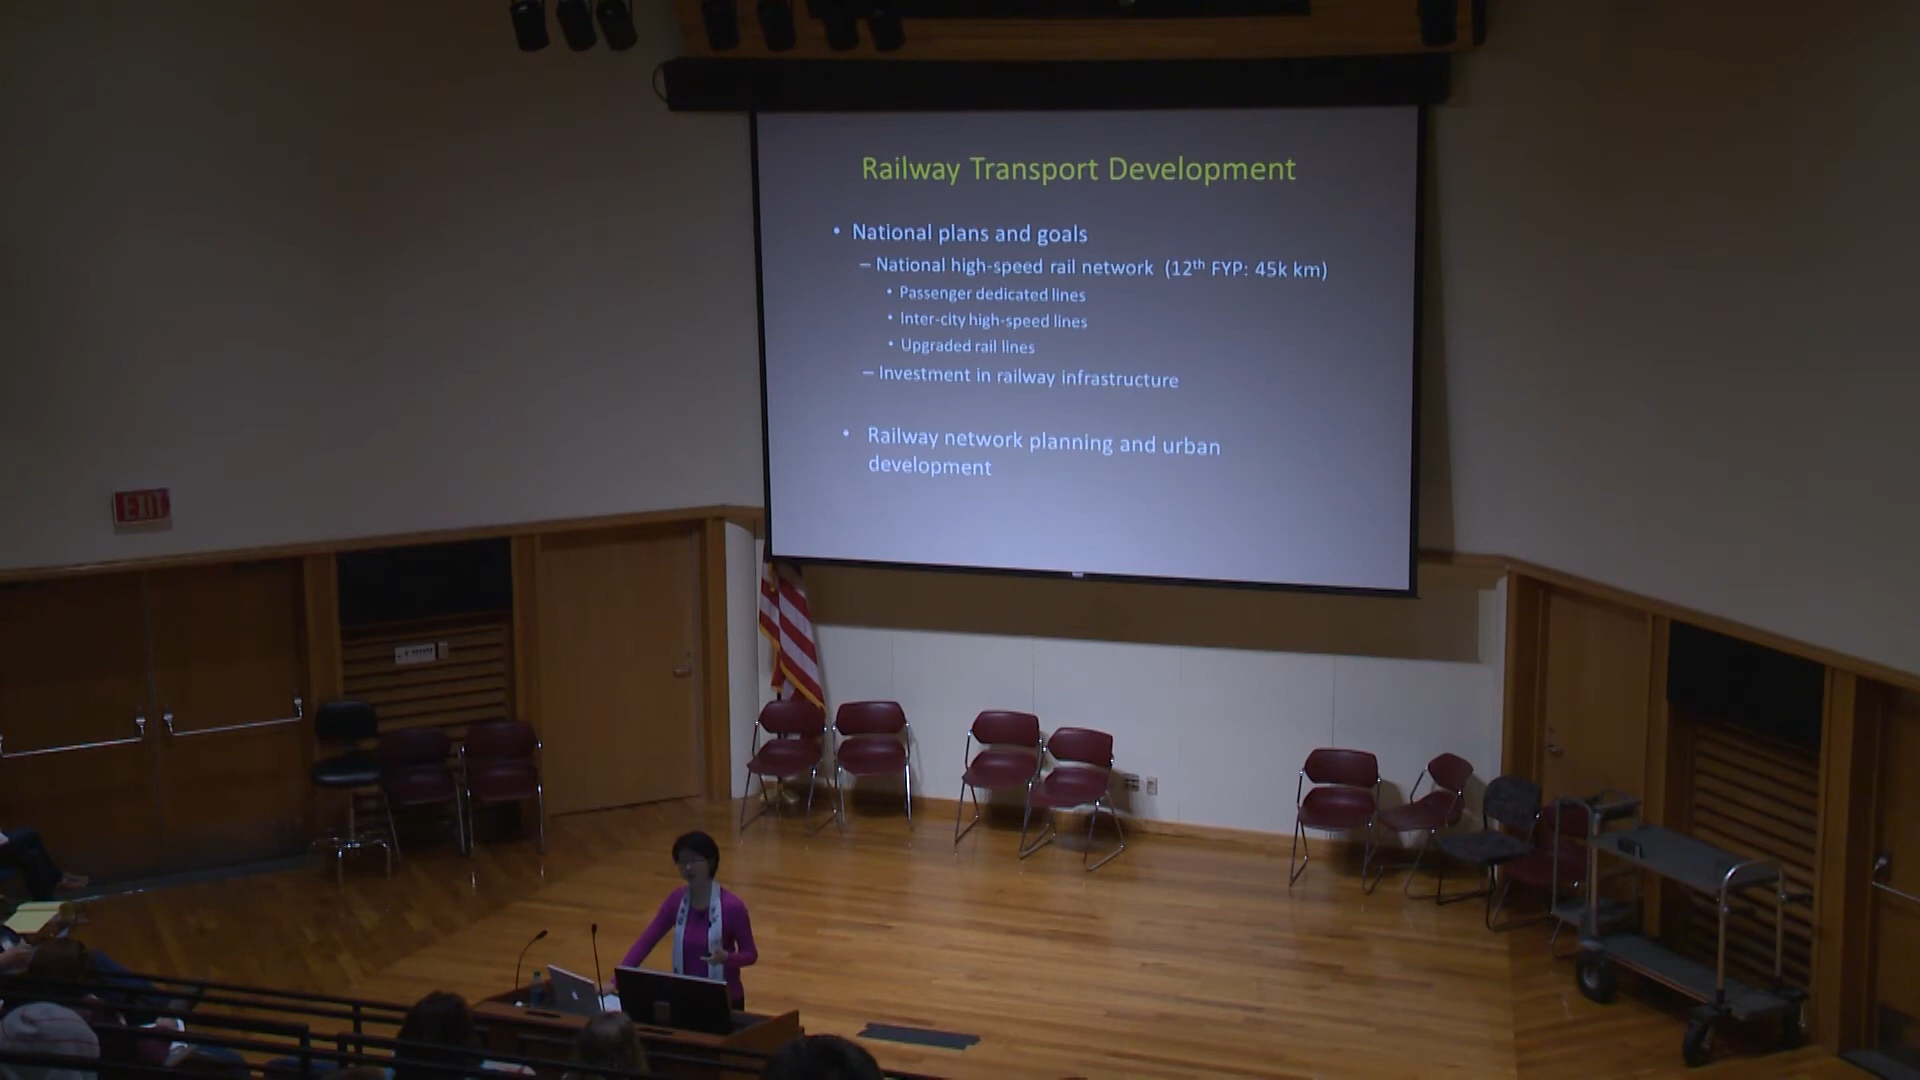 Railway Transport Development
• National plans and goals
– National high-speed rail network (12th FYP: 45k km)
• Passenger dedicated lines
• Inter-city high-speed lines
• Upgraded rail lines
– Investment in railway infrastructure
• Railway network planning and urban
development
EXIT